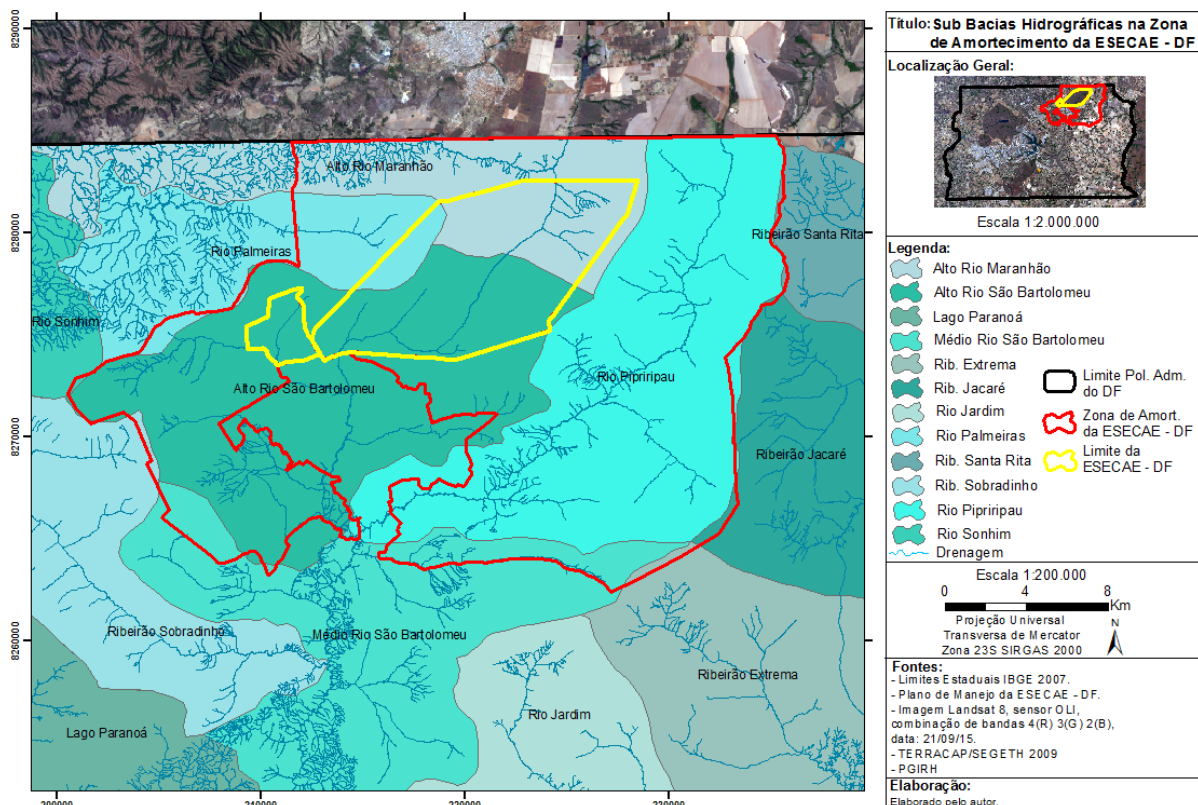 8290000
8280000
8270000
8260000
Alto Rio Maranhão
Rio Palmeiras
Ribeirão Santa Rita
Rio Sonhim
Alto Rio São Bartolomeu
Rio Pipriripau
Ribeirão Jacaré
Ribeirão Sobradinho
Médio Rio São Bartolomeu
Ribeirão Extrema
Rio Jardim
Lago Paranoá
Título: Sub Bacias Hidrográficas na Zona
de Amortecimento da ESECAE - DF
Localização Geral:
Escala 1:2.000.000
Legenda:
Alto Rio Maranhão
Alto Rio São Bartolomeu
Lago Paranoá
Médio Rio São Bartolomeu
Rib. Extrema
Rib. Jacaré
Rio Jardim
Rio Palmeiras
Rib. Santa Rita
Rib. Sobradinho
Rio Pipriripau
Rio Sonhim
Drenagem
Limite Pol. Adm.
do DF
Zona de Amort.
da ESECAE - DF
Limite da
ESECAE - DF
Escala 1:200.000
0 4 8
Km
Projeção Universal
Transversa de Mercator
Zona 23S SIRGAS 2000
N
Fontes:
- Limites Estaduais IBGE 2007.
- Plano de Manejo da ESECAE - DF.
- Imagem Landsat 8, sensor OLI,
combinação de bandas 4(R) 3(G) 2(B),
data: 21/09/15.
- TERRACAP/SEGETH 2009
- PGIRH
Elaboração:
Elaborado pelo autor.